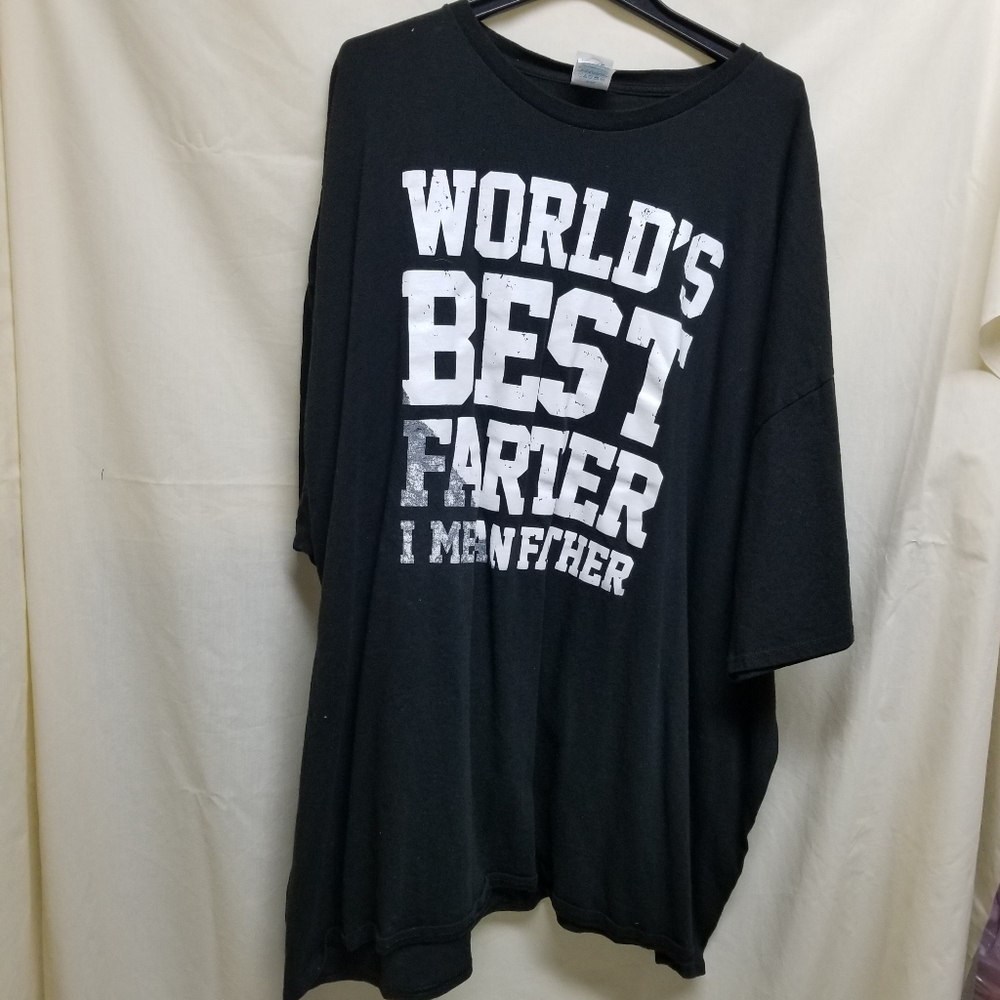 WORLD'S
BEST
FARTER
I MEAN FATHER